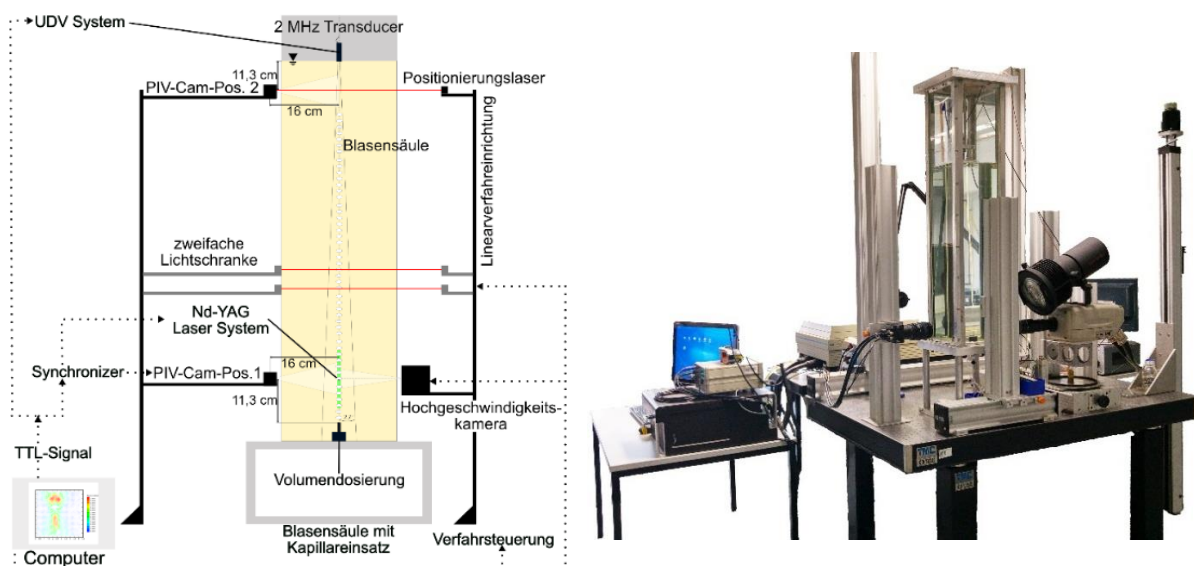 UDV System
2 MHz Transducer
11,3 cm
PIV-Cam-Pos. 2
Positionierungslaser
16 cm
Blasensäule
Linearverfahreinrichtung
zweifache
Lichtschranke
Nd-YAG
Laser System
16 cm
Synchronizer
PIV-Cam-Pos.1
11,3 cm
Hochgeschwindigkeits-
kamera
TTL-Signal
Volumendosierung
Blasensäule mit
Kapillareinsatz
Verfahrsteuerung
Computer
TMC